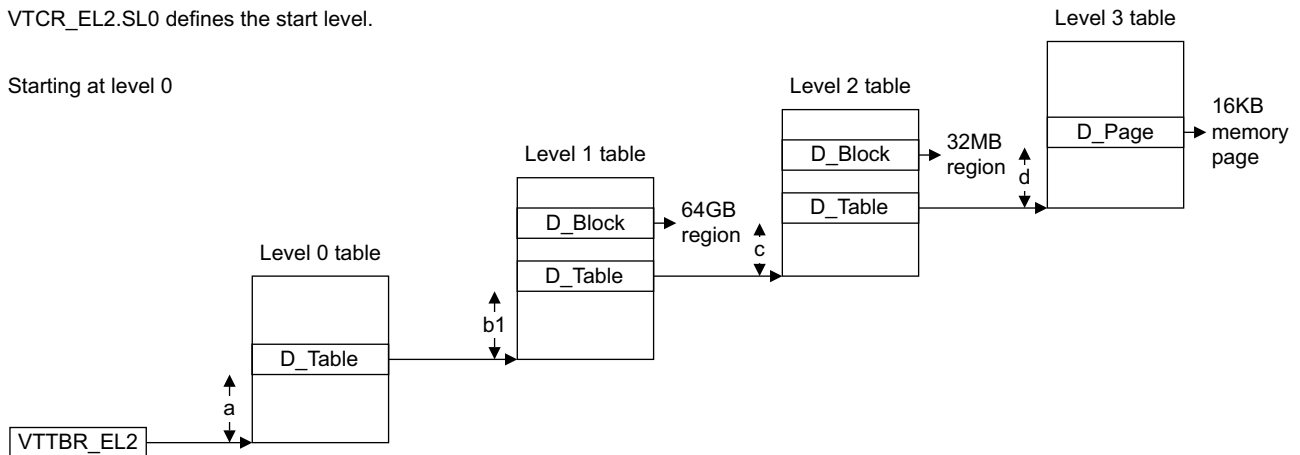 VTCR_EL2.SL0 defines the start level.
Starting at level 0
Level 3 table
D_Page
16KB
memory
page
Level 2 table
D_Block
32MB
region
d
D_Table
Level 1 table
D_Block
64GB
region
c
D_Table
Level 0 table
b1
D_Table
a
VTTBR_EL2